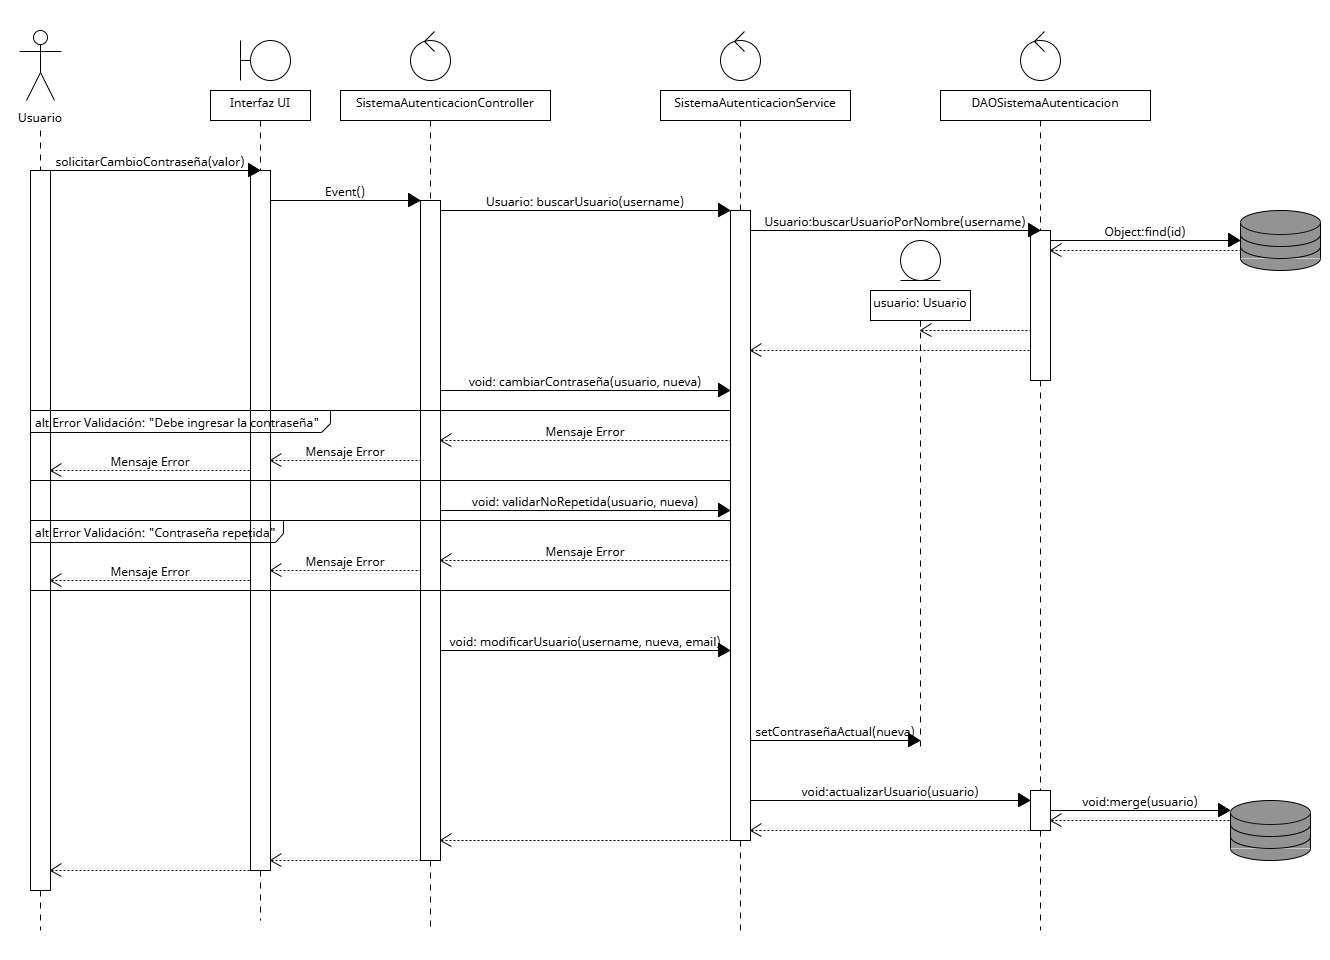 Usuario
Interfaz UI
SistemaAutenticacionController
SistemaAutenticacionService
DAOSistemaAutenticacion
solicitarCambioContraseña(valor)
Event()
Usuario: buscarUsuario(username)
Usuario:buscarUsuarioPorNombre(username)
Object:find(id)
usuario: Usuario
void: cambiarContraseña(usuario, nueva)
alt Error Validación: "Debe ingresar la contraseña"
Mensaje Error
Mensaje Error
Mensaje Error
void: validarNoRepetida(usuario, nueva)
alt Error Validación: "Contraseña repetida"
Mensaje Error
Mensaje Error
Mensaje Error
void: modificarUsuario(username, nueva, email)
setContraseñaActual(nueva)
void:actualizarUsuario(usuario)
void:merge(usuario)